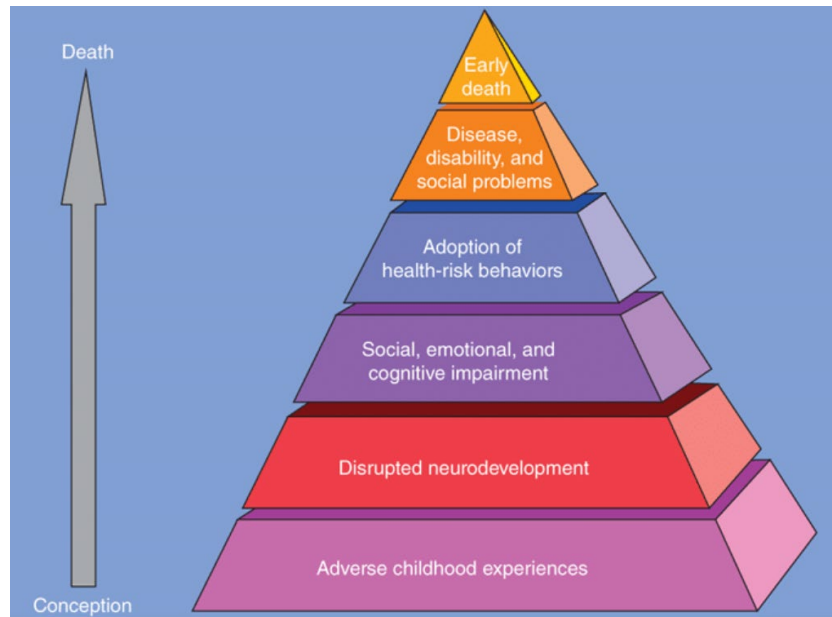 Death
Early
death
Disease,
disability, and
social problems
Adoption of
health-risk behaviors
Social, emotional, and
cognitive impairment
Disrupted neurodevelopment
Adverse childhood experiences
Conception